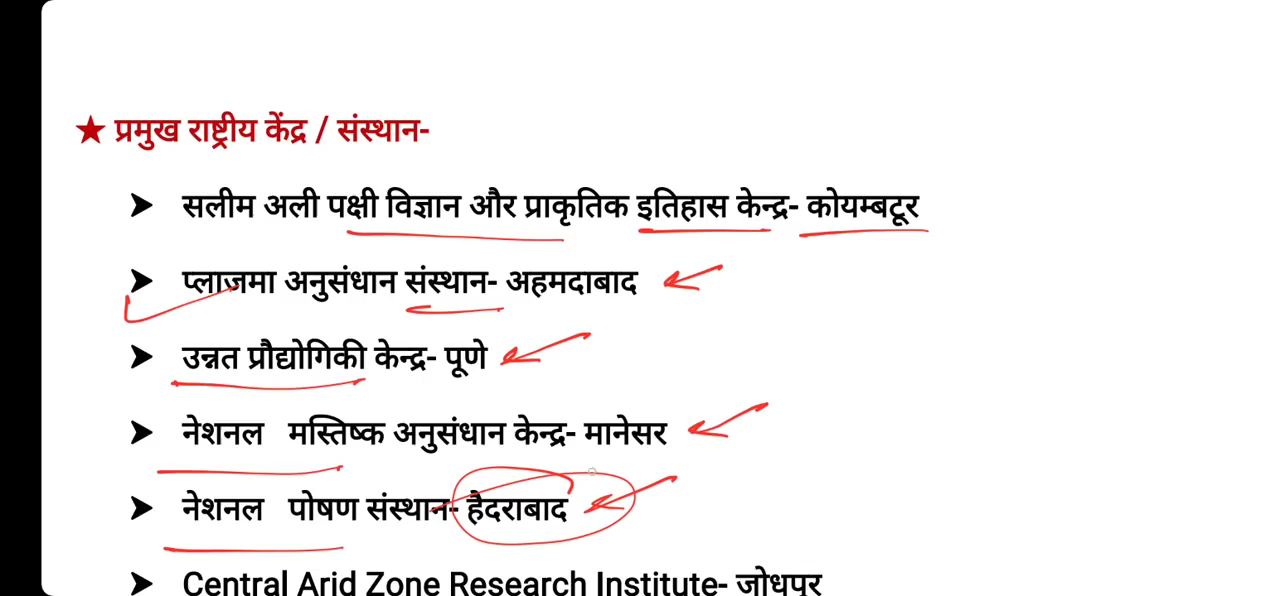 ★ प्रमुख राष्ट्रीय केंद्र / संस्थान-
➤ सलीम अली पक्षी विज्ञान और प्राकृतिक इतिहास केन्द्र- कोयम्बटूर
➤ प्लाज़मा अनुसंधान संस्थान- अहमदाबाद
➤ उन्नत प्रौद्योगिकी केन्द्र- पूणे
➤ नेशनल मस्तिष्क अनुसंधान केन्द्र- मानेसर
➤ नेशनल पोषण संस्थान- हैदराबाद
➤ Central Arid Zone Research Institute- जोधपुर